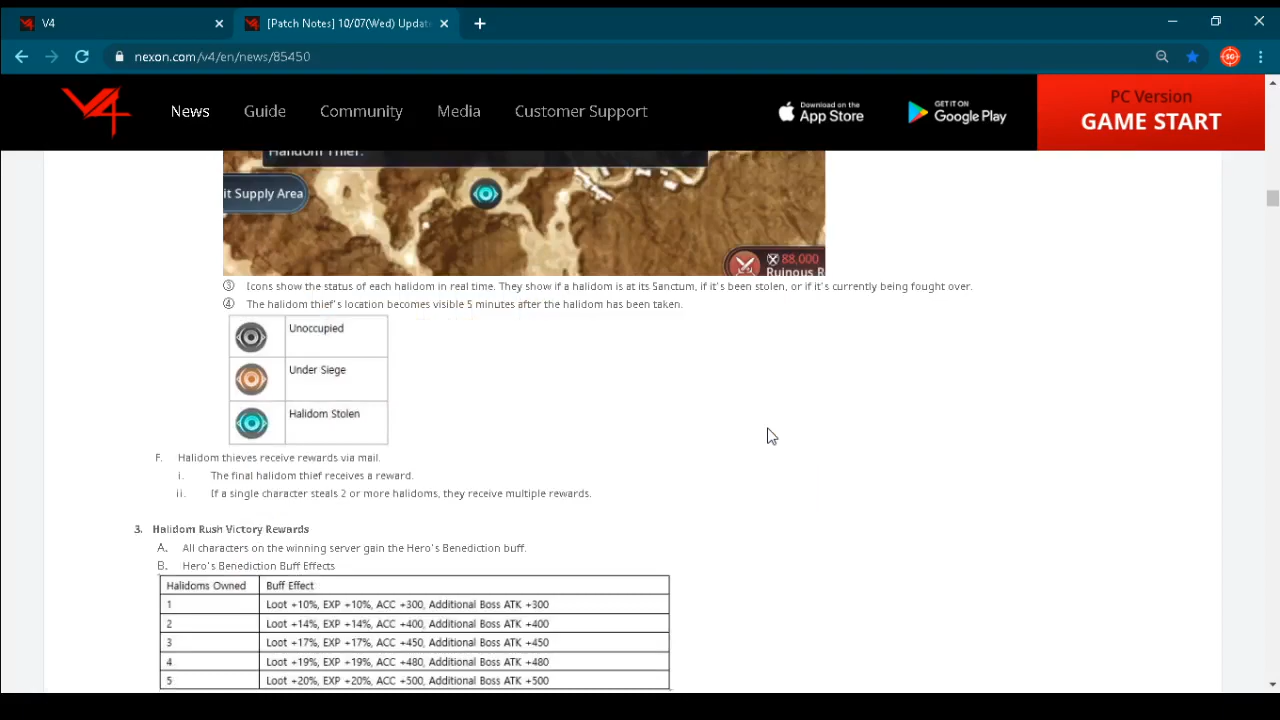 V4
[Patch Notes] 10/07(Wed) Updat
nexon.com/v4/en/news/85450
V4
News
Guide
Community
Media
Customer Support
Download on the
App Store
GET IT ON
Google Play
PC Version
GAME START
Halidom Thief.
it Supply Area
88,000
Ruinous R
③ Icons show the status of each halidom in real time. They show if a halidom is at its Sanctum, if it's been stolen, or if it's currently being fought over.
④ The halidom thief's location becomes visible 5 minutes after the halidom has been taken.
Unoccupied
Under Siege
Halidom Stolen
F. Halidom thieves receive rewards via mail.
i. The final halidom thief receives a reward.
ii. If a single character steals 2 or more halidoms, they receive multiple rewards.
3. Halidom Rush Victory Rewards
A. All characters on the winning server gain the Hero's Benediction buff.
B. Hero's Benediction Buff Effects
Halidoms Owned Buff Effect
1 Loot +10%, EXP +10%, ACC +300, Additional Boss ATK +300
2 Loot +14%, EXP +14%, ACC +400, Additional Boss ATK +400
3 Loot +17%, EXP +17%, ACC +450, Additional Boss ATK +450
4 Loot +19%, EXP +19%, ACC +480, Additional Boss ATK +480
5 Loot +20%, EXP +20%, ACC +500, Additional Boss ATK +500